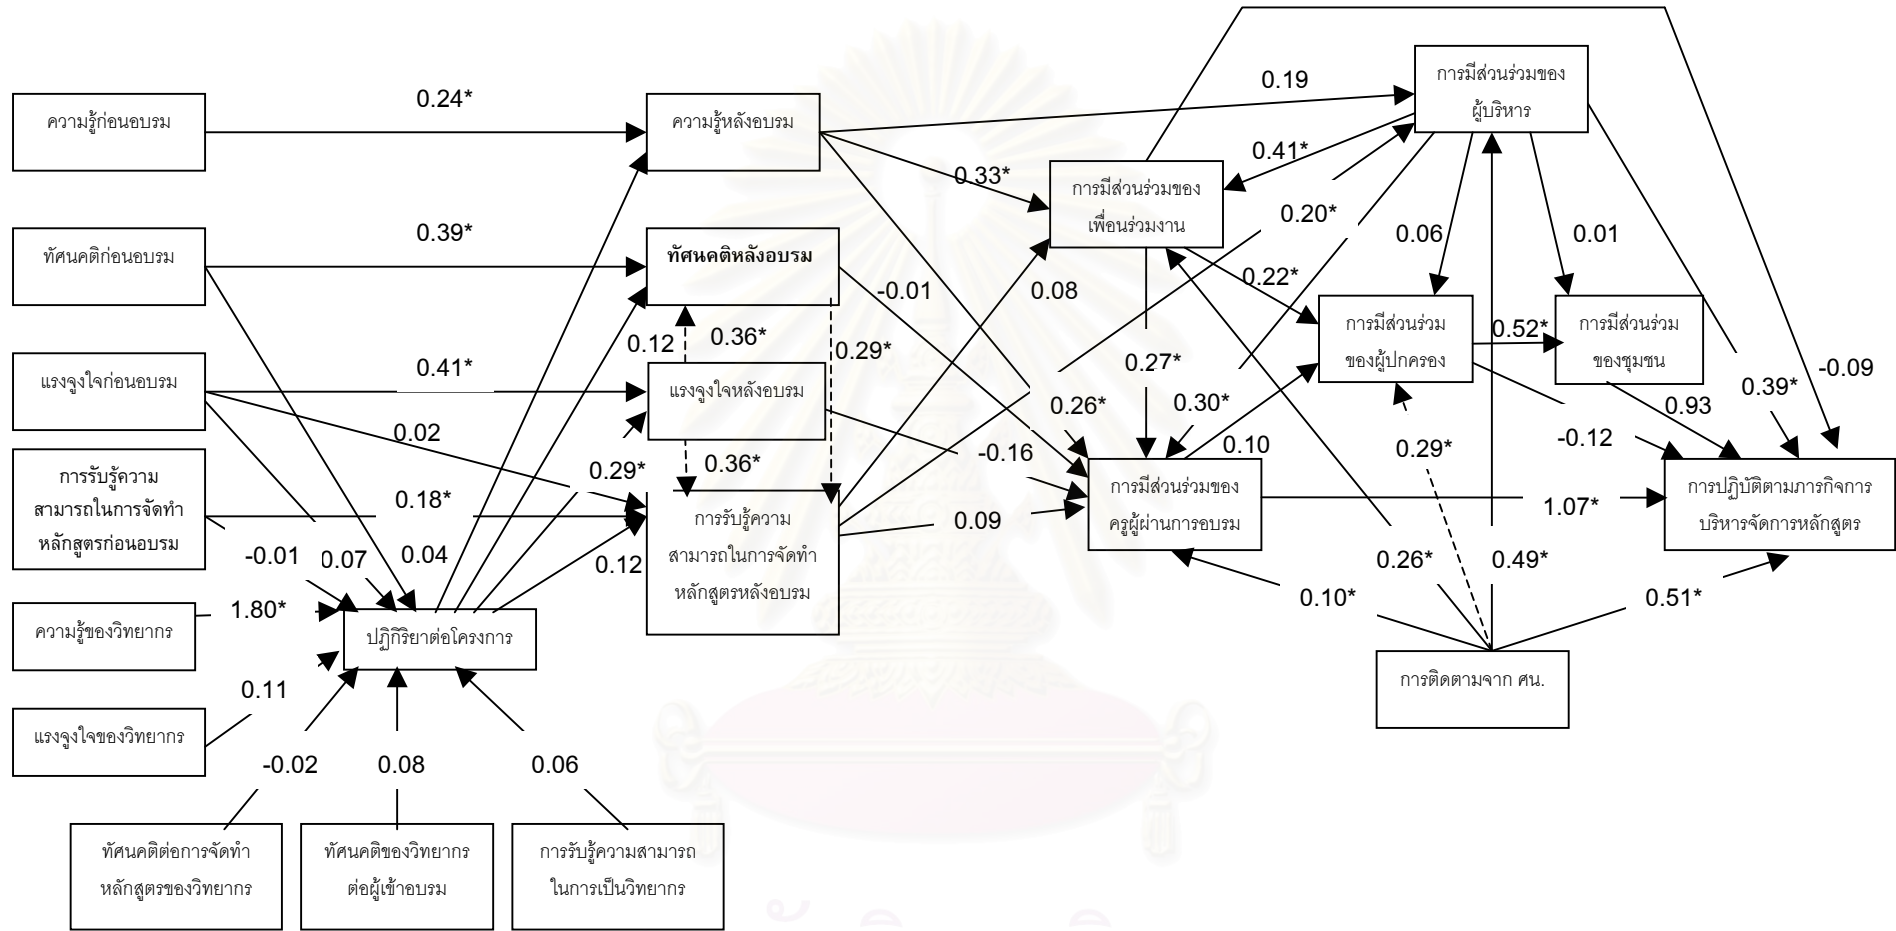 ความรู้ก่อนอบรม
0.24*
ความรู้หลังอบรม
0.19
การมีส่วนร่วมของ
ผู้บริหาร
0.33*
0.41*
การมีส่วนร่วมของ
เพื่อนร่วมงาน
0.20*
0.06
0.01
ทัศนคติก่อนอบรม
0.39*
ทัศนคติหลังอบรม
-0.01
0.08
0.22*
การมีส่วนร่วม
ของผู้ปกครอง
0.52*
การมีส่วนร่วม
ของชุมชน
0.12
0.36*
0.29*
0.27*
-0.09
แรงจูงใจก่อนอบรม
0.41*
แรงจูงใจหลังอบรม
0.26*
0.30*
0.93
0.39*
0.02
0.29*
0.36*
-0.16
0.10
0.29*
-0.12
การรับรู้ความ
สามารถในการจัดทำ
หลักสูตรก่อนอบรม
0.18*
การรับรู้ความ
สามารถในการจัดทำ
หลักสูตรหลังอบรม
0.09
การมีส่วนร่วมของ
ครูผู้ผ่านการอบรม
1.07*
การปฏิบัติตามภารกิจการ
บริหารจัดการหลักสูตร
-0.01
0.07
0.04
0.12
0.26*
0.49*
ความรู้ของวิทยากร
1.80*
ปฏิกิริยาต่อโครงการ
0.10*
0.51*
0.11
การติดตามจาก ศน.
แรงจูงใจของวิทยากร
-0.02
0.08
0.06
ทัศนคติต่อการจัดทำ
หลักสูตรของวิทยากร
ทัศนคติของวิทยากร
ต่อผู้เข้าอบรม
การรับรู้ความสามารถ
ในการเป็นวิทยากร